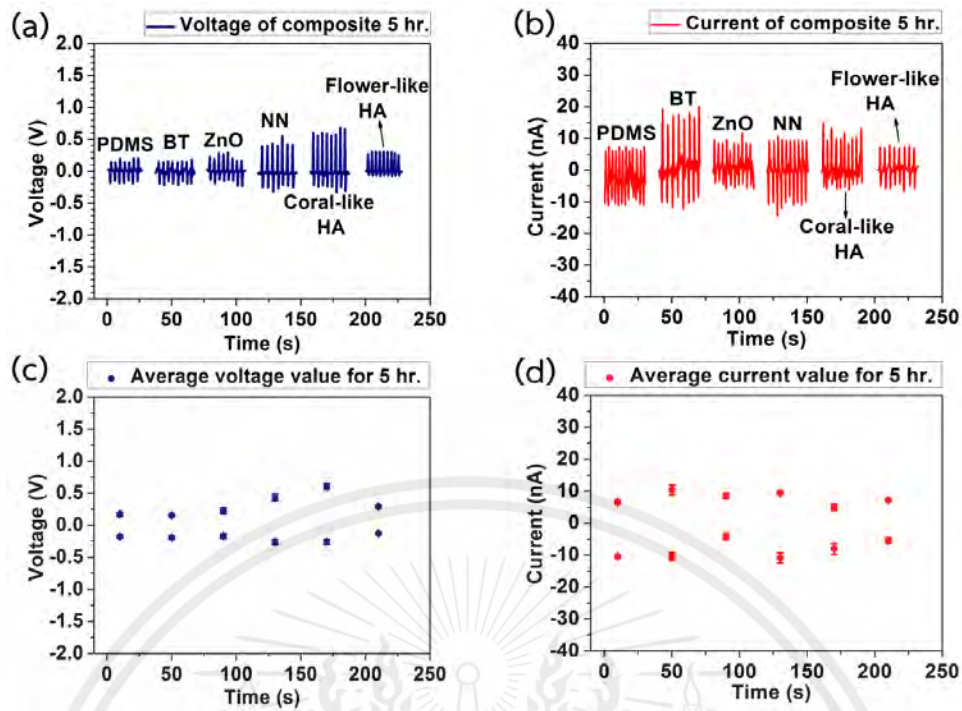 (a)
Voltage of composite 5 hr.
2.0
1.5
1.0
0.5
0.0
-0.5
-1.0
-1.5
-2.0
Voltage (V)
PDMS
BT
ZnO
NN
Coral-like
HA
Flower-like
HA
0 50 100 150 200 250
Time (s)
(b)
Current of composite 5 hr.
40
30
20
10
0
-10
-20
-30
-40
Current (nA)
PDMS
BT
ZnO
NN
Coral-like
HA
Flower-like
HA
0 50 100 150 200 250
Time (s)
(c)
Average voltage value for 5 hr.
2.0
1.5
1.0
0.5
0.0
-0.5
-1.0
-1.5
-2.0
Voltage (V)
0 50 100 150 200 250
Time (s)
(d)
Average current value for 5 hr.
40
30
20
10
0
-10
-20
-30
-40
Current (nA)
0 50 100 150 200 250
Time (s)